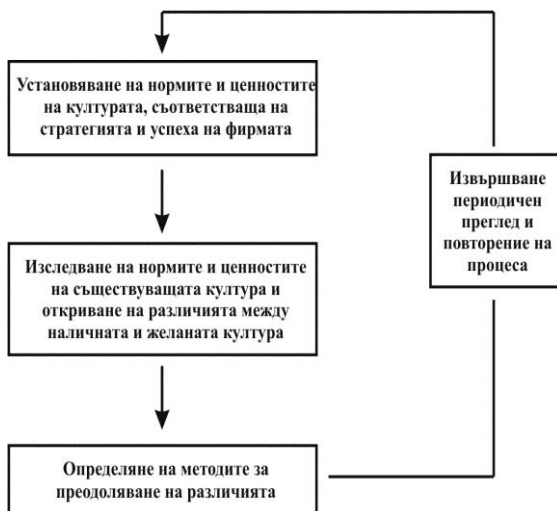 Установяване на нормите и ценностите
на културата, съответстваща на
стратегията и успеха на фирмата
Извършване
периодичен
преглед и
повторение на
процеса
Изследване на нормите и ценностите
на съществуващата култура и
откриване на различията между
наличната и желаната култура
Определяне на методите за
преодоляване на различията